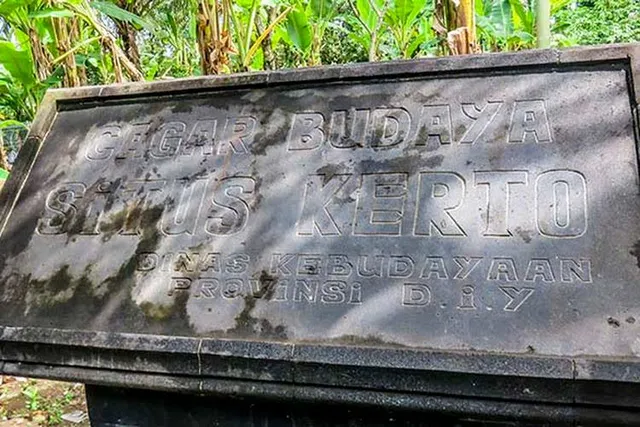 CAGAR BUDAYA
SiTUS KERTO
DINAS KEBUDAYAAN
PROViNSi D.i.Y